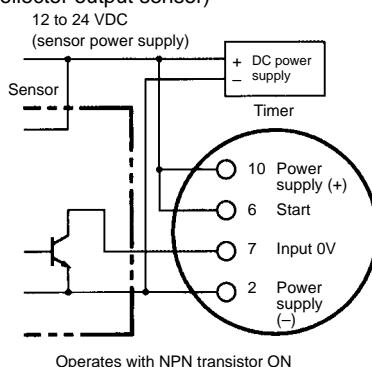 ollector output sensor)
12 to 24 VDC
(sensor power supply)
Sensor
+ DC power
– supply
Timer
10 Power
supply (+)
6 Start
7 Input 0V
2 Power
supply
(–)
Operates with NPN transistor ON